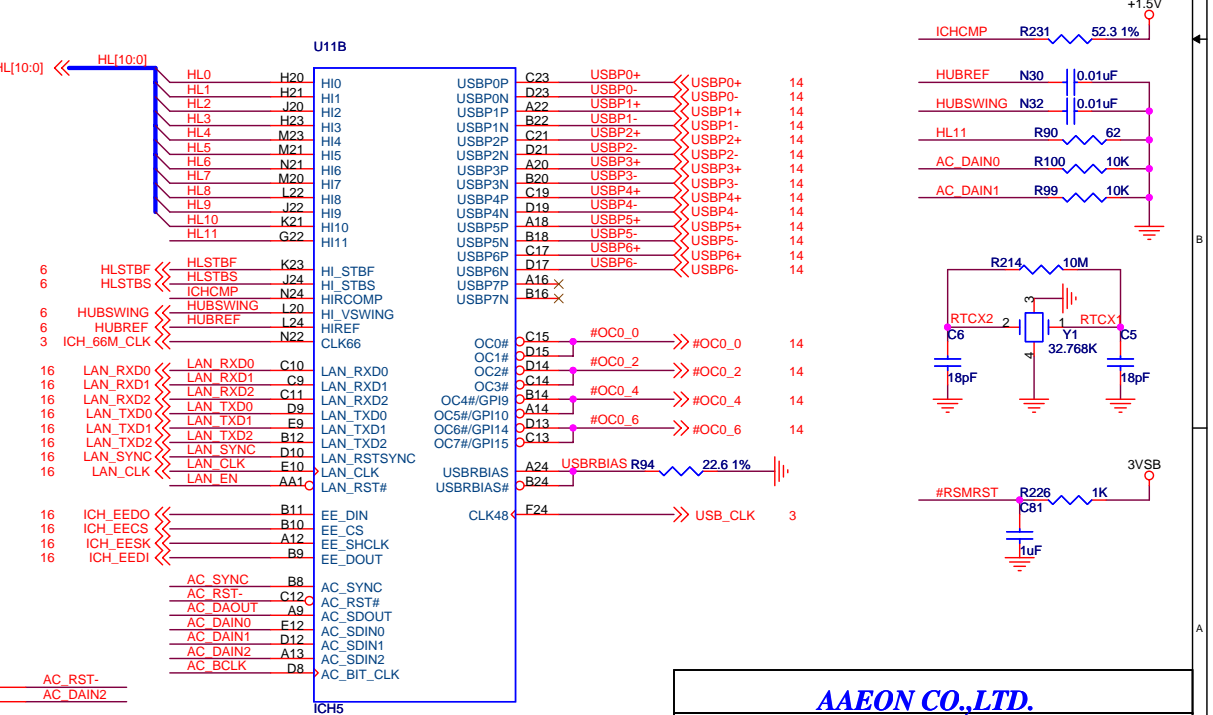 +1.5V
ICHCMP R231 52.3 1%
U11B
HL[10:0] HL[10:0]
HL0 H20 HI0 USBP0P C23 USBP0+ USBP0+ 14
HL1 H21 HI1 USBP0N D23 USBP0- USBP0- 14
HL2 J20 HI2 USBP1P A22 USBP1+ USBP1+ 14
HL3 H23 HI3 USBP1N B22 USBP1- USBP1- 14
HL4 M23 HI4 USBP2P C21 USBP2+ USBP2+ 14
HL5 M21 HI5 USBP2N D21 USBP2- USBP2- 14
HL6 N21 HI6 USBP3P A20 USBP3+ USBP3+ 14
HL7 M20 HI7 USBP3N B20 USBP3- USBP3- 14
HL8 L22 HI8 USBP4P C19 USBP4+ USBP4+ 14
HL9 J22 HI9 USBP4N D19 USBP4- USBP4- 14
HL10 K21 HI10 USBP5P A18 USBP5+ USBP5+ 14
HL11 G22 HI11 USBP5N B18 USBP5- USBP5- 14
USBP6P C17 USBP6+ USBP6+ 14
6 HLSTBF HLSTBF K23 HI_STBF USBP6N D17 USBP6- USBP6- 14
6 HLSTBS HLSTBS J24 HI_STBS USBP7P A16
ICHCMP N24 HIRCOMP USBP7N B16
6 HUBSWING HUBSWING L20 HI_VSWING
6 HUBREF HUBREF L24 HIREF
3 ICH_66M_CLK N22 CLK66 OC0# C15 #OC0_0 #OC0_0 14
OC1# D15
16 LAN_RXD0 LAN_RXD0 C10 LAN_RXD0 OC2# D14 #OC0_2 #OC0_2 14
16 LAN_RXD1 LAN_RXD1 C9 LAN_RXD1 OC3# C14
16 LAN_RXD2 LAN_RXD2 C11 LAN_RXD2 OC4#/GPI9 B14 #OC0_4 #OC0_4 14
16 LAN_TXD0 LAN_TXD0 D9 LAN_TXD0 OC5#/GPI10 A14
16 LAN_TXD1 LAN_TXD1 E9 LAN_TXD1 OC6#/GPI14 D13 #OC0_6 #OC0_6 14
16 LAN_TXD2 LAN_TXD2 B12 LAN_TXD2 OC7#/GPI15 C13
16 LAN_SYNC LAN_SYNC D10 LAN_RSTSYNC
16 LAN_CLK LAN_CLK E10 LAN_CLK USBRBIAS A24 USBRBIAS R94 22.6 1%
LAN_EN AA1 LAN_RST# USBRBIAS# B24
16 ICH_EEDO B11 EE_DIN CLK48 F24 USB_CLK 3
16 ICH_EECS B10 EE_CS
16 ICH_EESK A12 EE_SHCLK
16 ICH_EEDI B9 EE_DOUT
AC_SYNC B8 AC_SYNC
AC_RST- C12 AC_RST#
AC_DAOUT A9 AC_SDOUT
AC_DAIN0 E12 AC_SDIN0
AC_DAIN1 D12 AC_SDIN1
AC_DAIN2 A13 AC_SDIN2
AC_BCLK D8 AC_BIT_CLK
AC_RST-
AC_DAIN2
ICH5
HUBREF N30 0.01uF
HUBSWING N32 0.01uF
HL11 R90 62
AC_DAIN0 R100 10K
AC_DAIN1 R99 10K
B
R214 10M
3
RTCX2 2 1 RTCX1
C6 Y1 C5
32.768K
4
18pF 18pF
3VSB
#RSMRST R226 1K
C81
1uF
A
AAEON CO.,LTD.